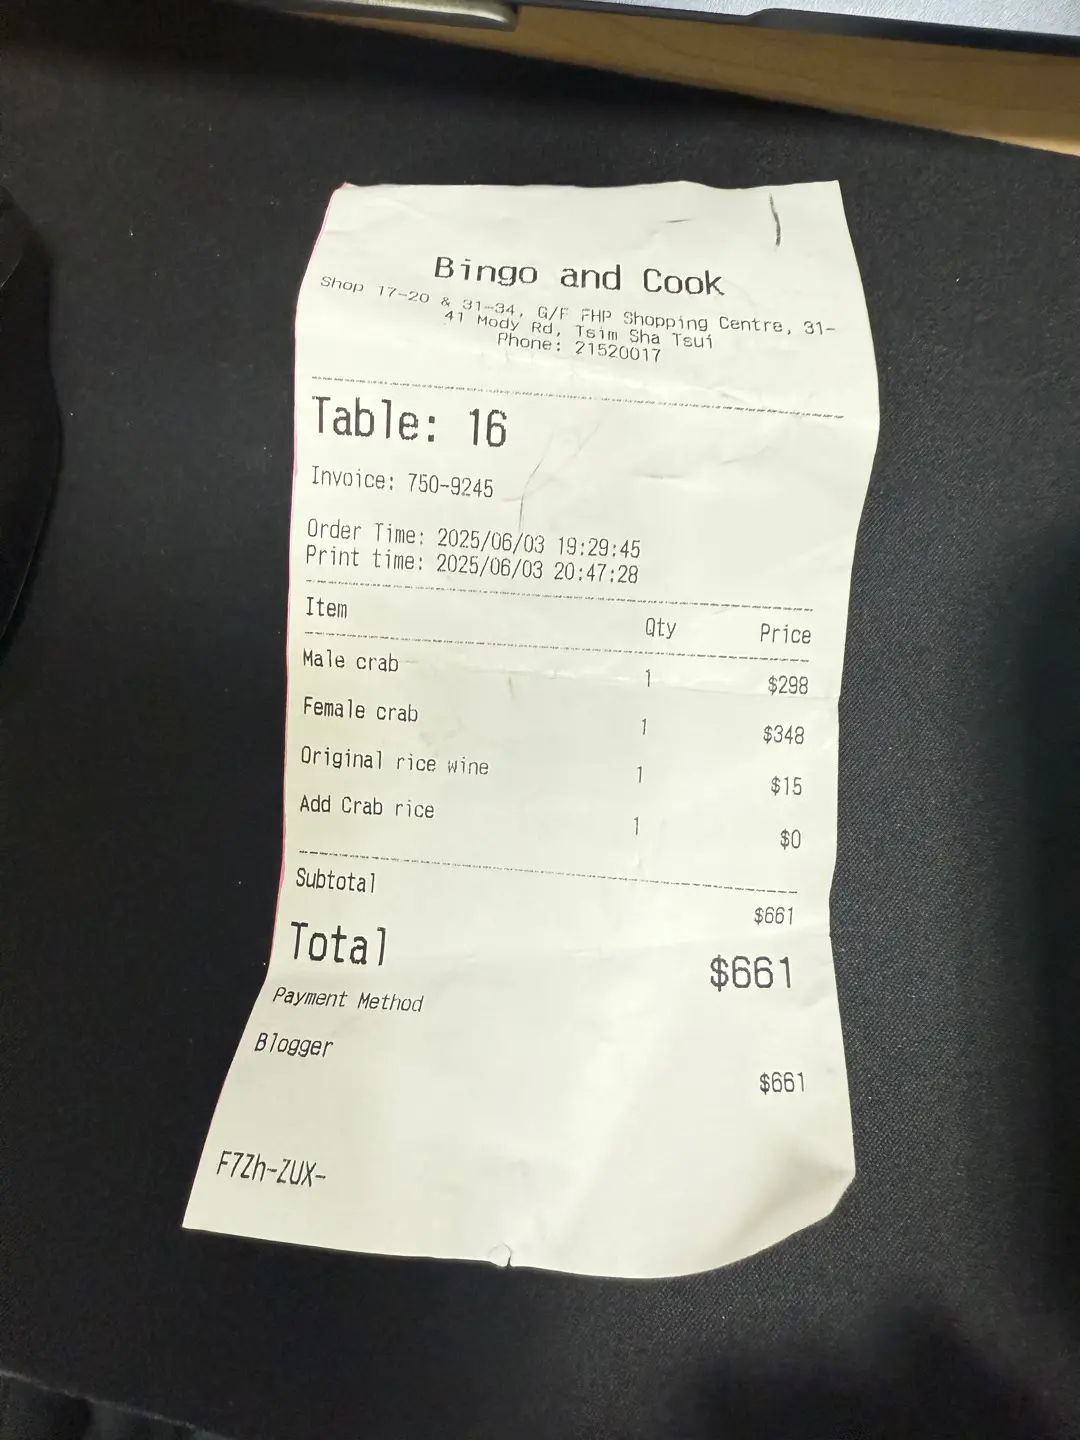 Bingo and Cook
Shop 17-20 & 31-34, G/F FHP Shopping Centre, 31-
41 Mody Rd, Tsim Sha Tsui
Phone: 21520017
Table: 16
Invoice: 750-9245
Order Time: 2025/06/03 19:29:45
Print time: 2025/06/03 20:47:28
Item Qty Price
Male crab 1 $298
Female crab 1 $348
Original rice wine 1 $15
Add Crab rice 1 $0
Subtotal $661
Total $661
Payment Method
Blogger $661
F7Zh-ZUX-